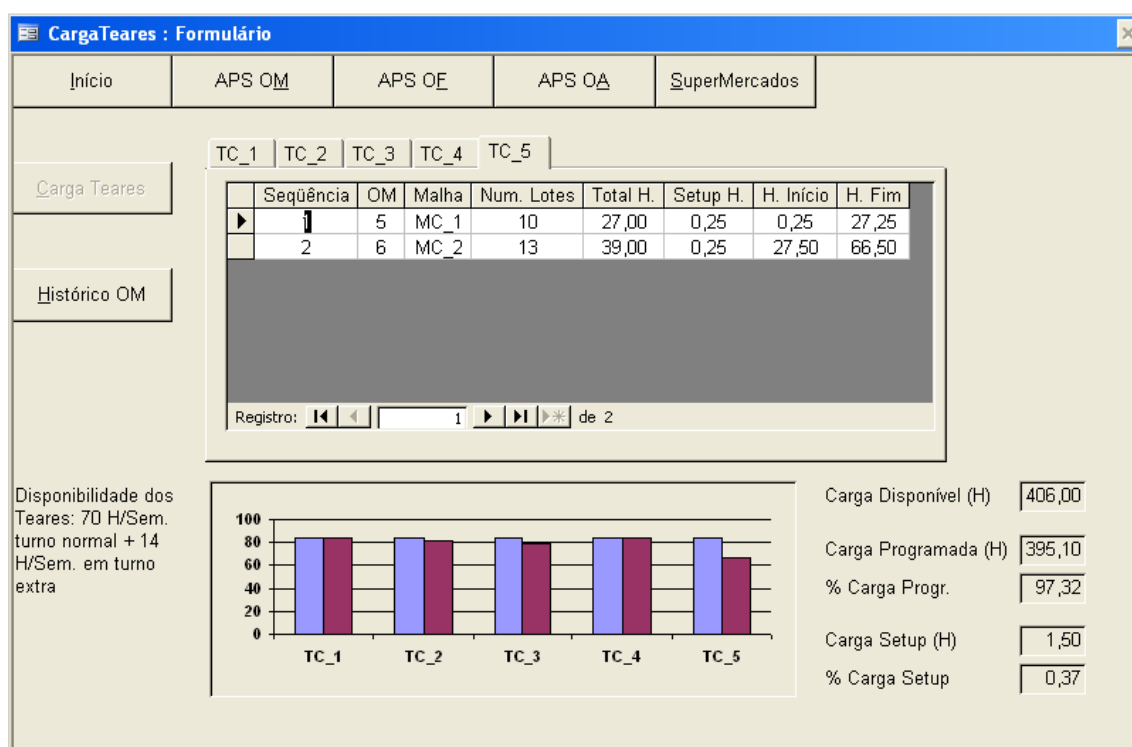 CargaTeares : Formulário
Início APS OM APS OF APS OA SuperMercados
TC_1 TC_2 TC_3 TC_4 TC_5
Carga Teares
Seqüência OM Malha Num. Lotes Total H. Setup H. H. Início H. Fim
1 5 MC_1 10 27,00 0,25 0,25 27,25
2 6 MC_2 13 39,00 0,25 27,50 66,50
Histórico OM
Registro: 1 de 2
Disponibilidade dos
Teares: 70 H/Sem.
turno normal + 14
H/Sem. em turno
extra
100
80
60
40
20
0
TC_1 TC_2 TC_3 TC_4 TC_5
Carga Disponível (H) 406,00
Carga Programada (H) 395,10
% Carga Progr. 97,32
Carga Setup (H) 1,50
% Carga Setup 0,37